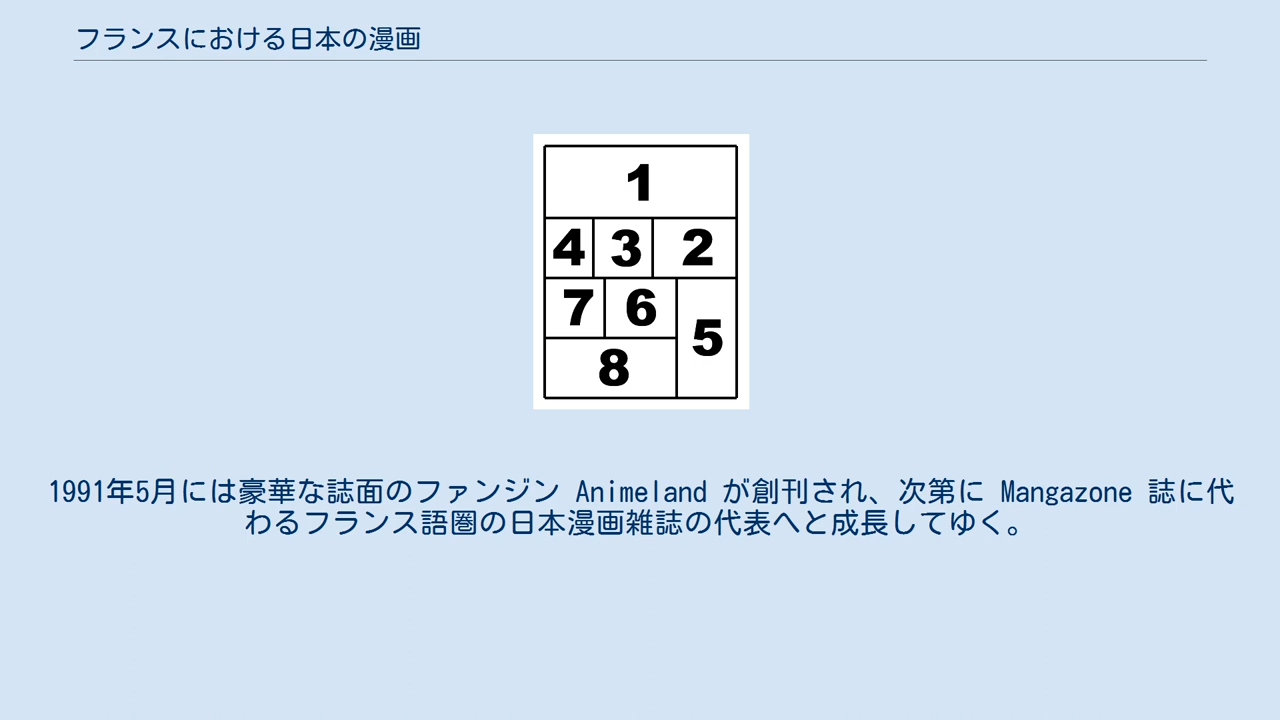 フランスにおける日本の漫画
1
4 3 2
7 6
5
8
1991年5月には豪華な誌面のファンジン Animeland が創刊され、次第に Mangazone 誌に代
わるフランス語圏の日本漫画雑誌の代表へと成長してゆく。